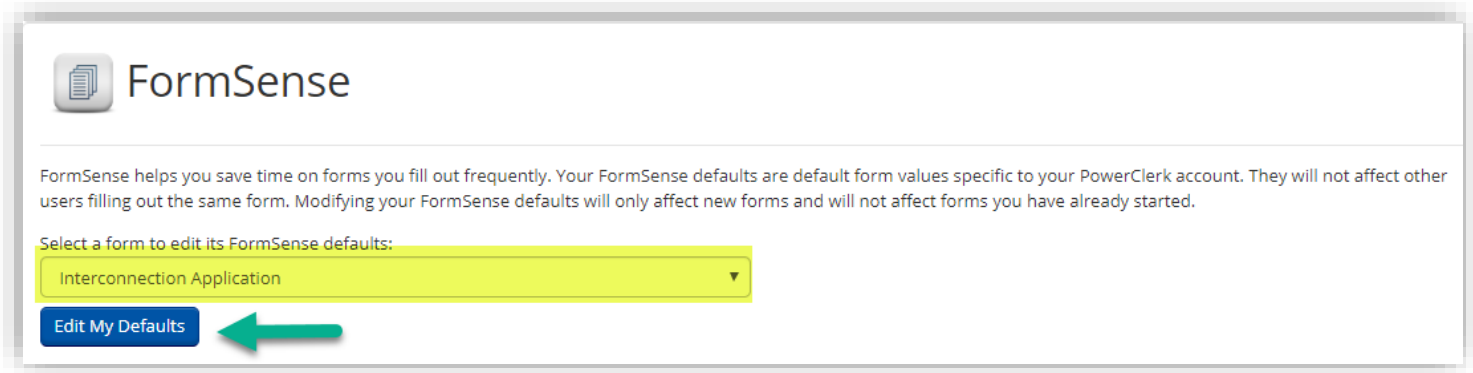 FormSense
FormSense helps you save time on forms you fill out frequently. Your FormSense defaults are default form values specific to your PowerClerk account. They will not affect other
users filling out the same form. Modifying your FormSense defaults will only affect new forms and will not affect forms you have already started.
Select a form to edit its FormSense defaults:
Interconnection Application
Edit My Defaults